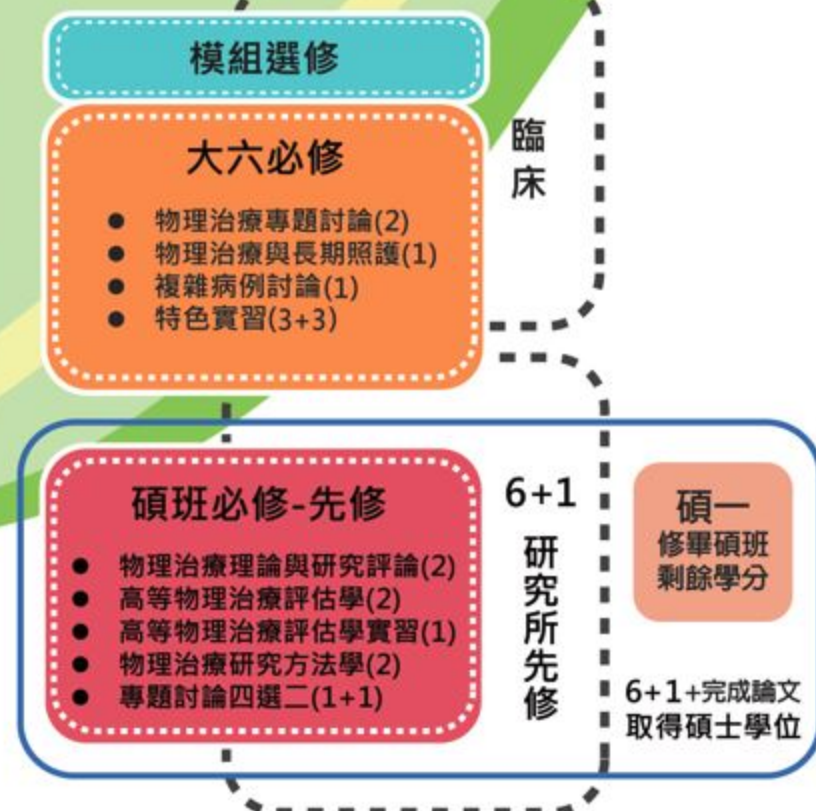 模組選修
大六必修
● 物理治療專題討論(2)
● 物理治療與長期照護(1)
● 複雜病例討論(1)
● 特色實習(3+3)
臨床
碩班必修-先修
● 物理治療理論與研究評論(2)
● 高等物理治療評估學(2)
● 高等物理治療評估學實習(1)
● 物理治療研究方法學(2)
● 專題討論四選二(1+1)
6+1
研究所先修
碩一
修畢碩班
剩餘學分
6+1+完成論文
取得碩士學位